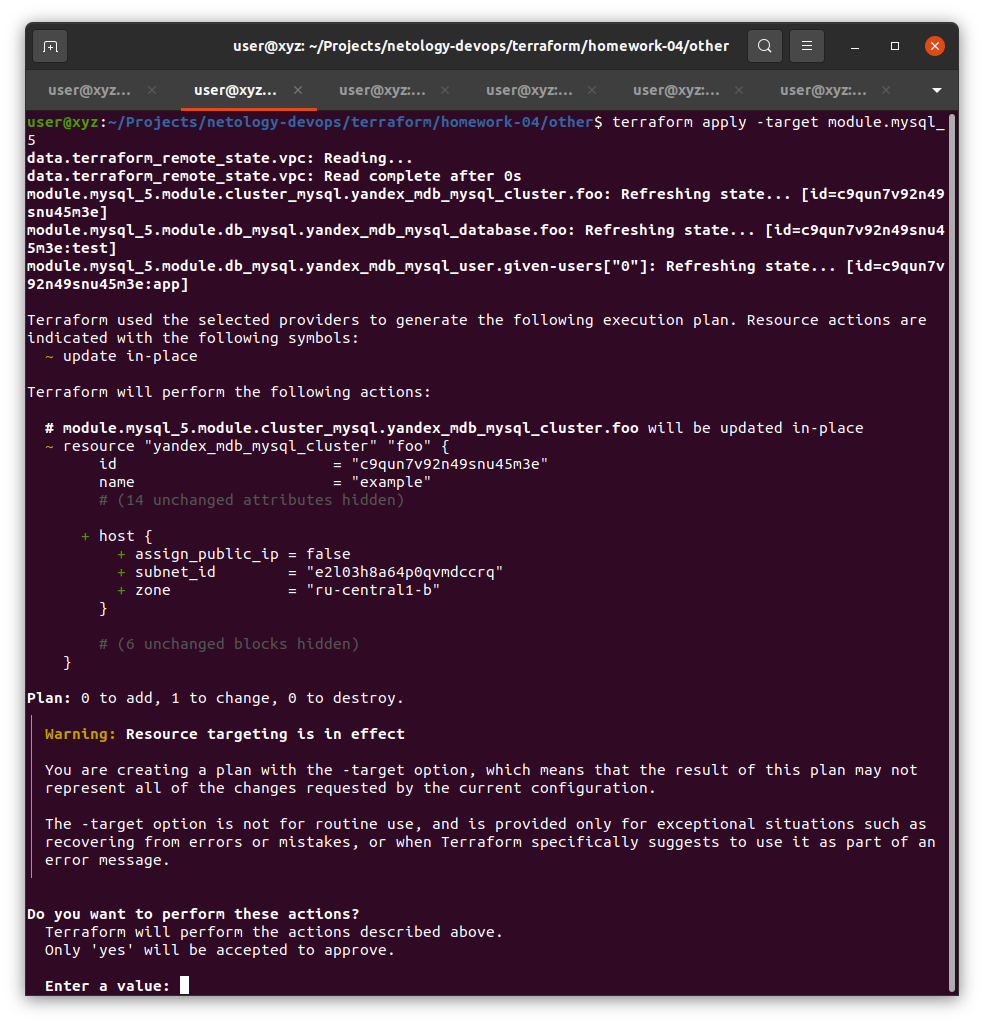 user@xyz: ~/Projects/netology-devops/terraform/homework-04/other
user@xyz... × user@xyz... × user@xyz:... × user@xyz:... × user@xyz:... × user@xyz:... ×
user@xyz:~/Projects/netology-devops/terraform/homework-04/other$ terraform apply -target module.mysql_
5
data.terraform_remote_state.vpc: Reading...
data.terraform_remote_state.vpc: Read complete after 0s
module.mysql_5.module.cluster_mysql.yandex_mdb_mysql_cluster.foo: Refreshing state... [id=c9qun7v92n49
snu45m3e]
module.mysql_5.module.db_mysql.yandex_mdb_mysql_database.foo: Refreshing state... [id=c9qun7v92n49snu4
5m3e:test]
module.mysql_5.module.db_mysql.yandex_mdb_mysql_user.given-users["0"]: Refreshing state... [id=c9qun7v
92n49snu45m3e:app]

Terraform used the selected providers to generate the following execution plan. Resource actions are
indicated with the following symbols:
  ~ update in-place

Terraform will perform the following actions:

  # module.mysql_5.module.cluster_mysql.yandex_mdb_mysql_cluster.foo will be updated in-place
  ~ resource "yandex_mdb_mysql_cluster" "foo" {
        id                        = "c9qun7v92n49snu45m3e"
        name                      = "example"
        # (14 unchanged attributes hidden)

      + host {
          + assign_public_ip = false
          + subnet_id        = "e2l03h8a64p0qvmdccrq"
          + zone             = "ru-central1-b"
        }

        # (6 unchanged blocks hidden)
    }

Plan: 0 to add, 1 to change, 0 to destroy.

Warning: Resource targeting is in effect

You are creating a plan with the -target option, which means that the result of this plan may not
represent all of the changes requested by the current configuration.

The -target option is not for routine use, and is provided only for exceptional situations such as
recovering from errors or mistakes, or when Terraform specifically suggests to use it as part of an
error message.

Do you want to perform these actions?
  Terraform will perform the actions described above.
  Only 'yes' will be accepted to approve.

  Enter a value: